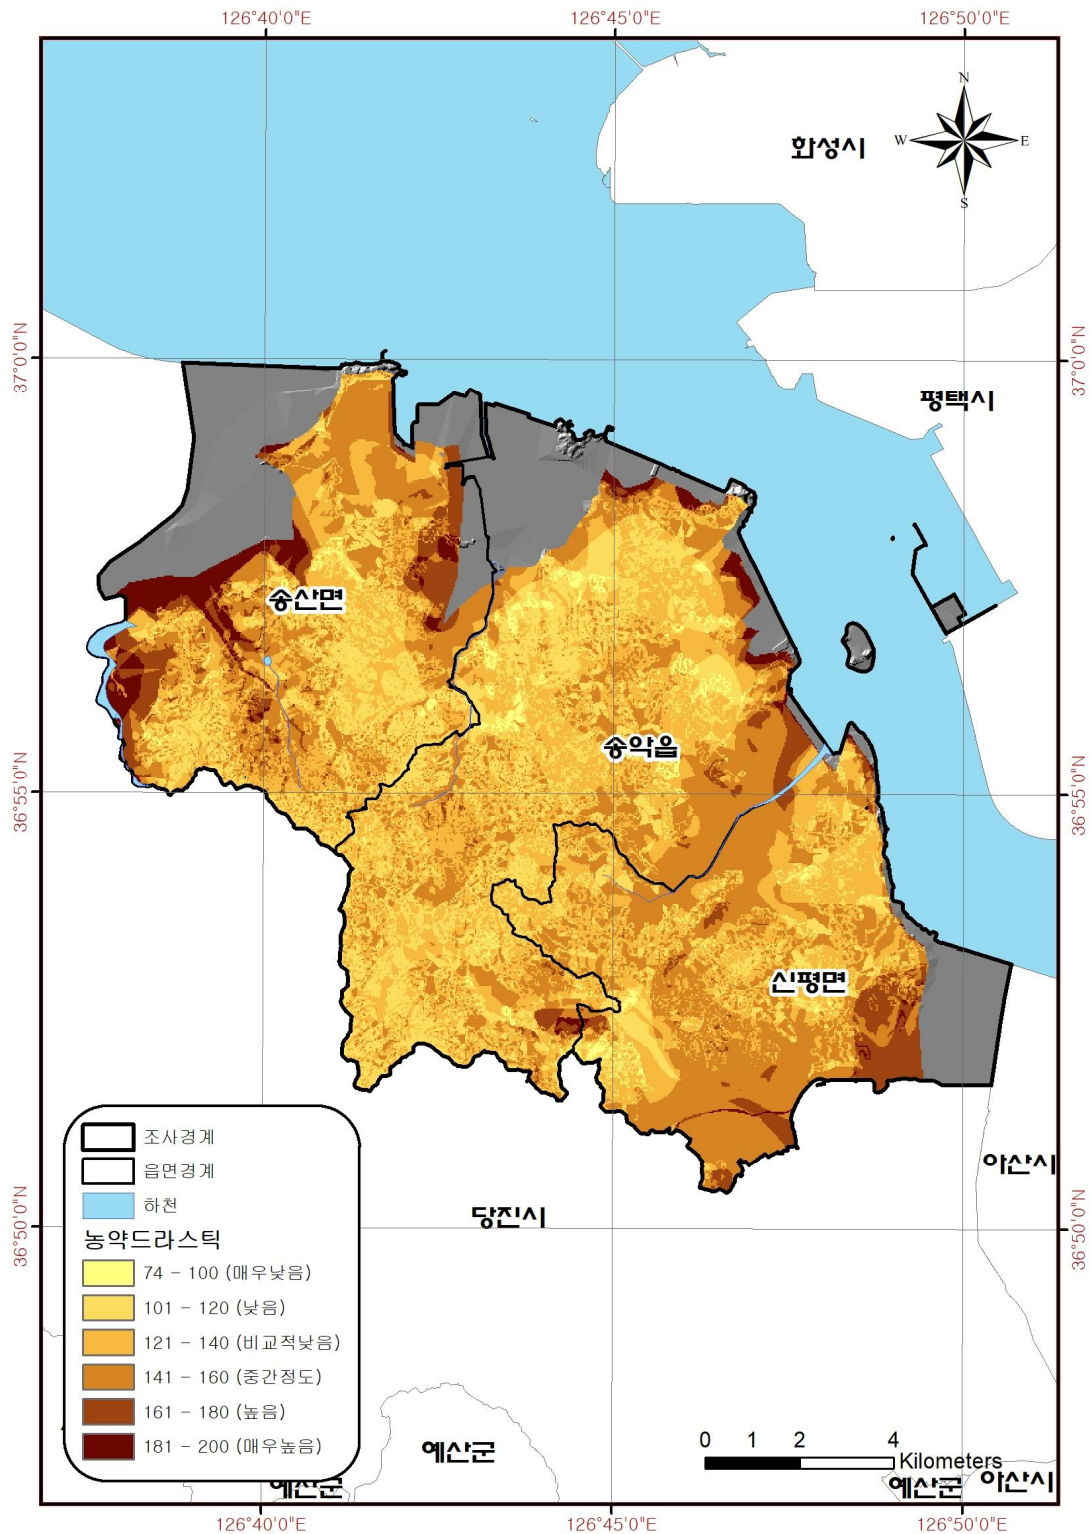 126°40'0"E 126°45'0"E 126°50'0"E
N
W E
S
화성시
37°0'0"N 37°0'0"N
평택시
송산면
송악읍
36°55'0"N 36°55'0"N
신평면
조사경계
읍면경계
하천
농약드라스틱
74 - 100 (매우낮음)
101 - 120 (낮음)
121 - 140 (비교적낮음)
141 - 160 (중간정도)
161 - 180 (높음)
181 - 200 (매우높음)
아산시
당진시
36°50'0"N 36°50'0"N
예산군
0 1 2 4
Kilometers
예산군 예산군 아산시
126°40'0"E 126°45'0"E 126°50'0"E